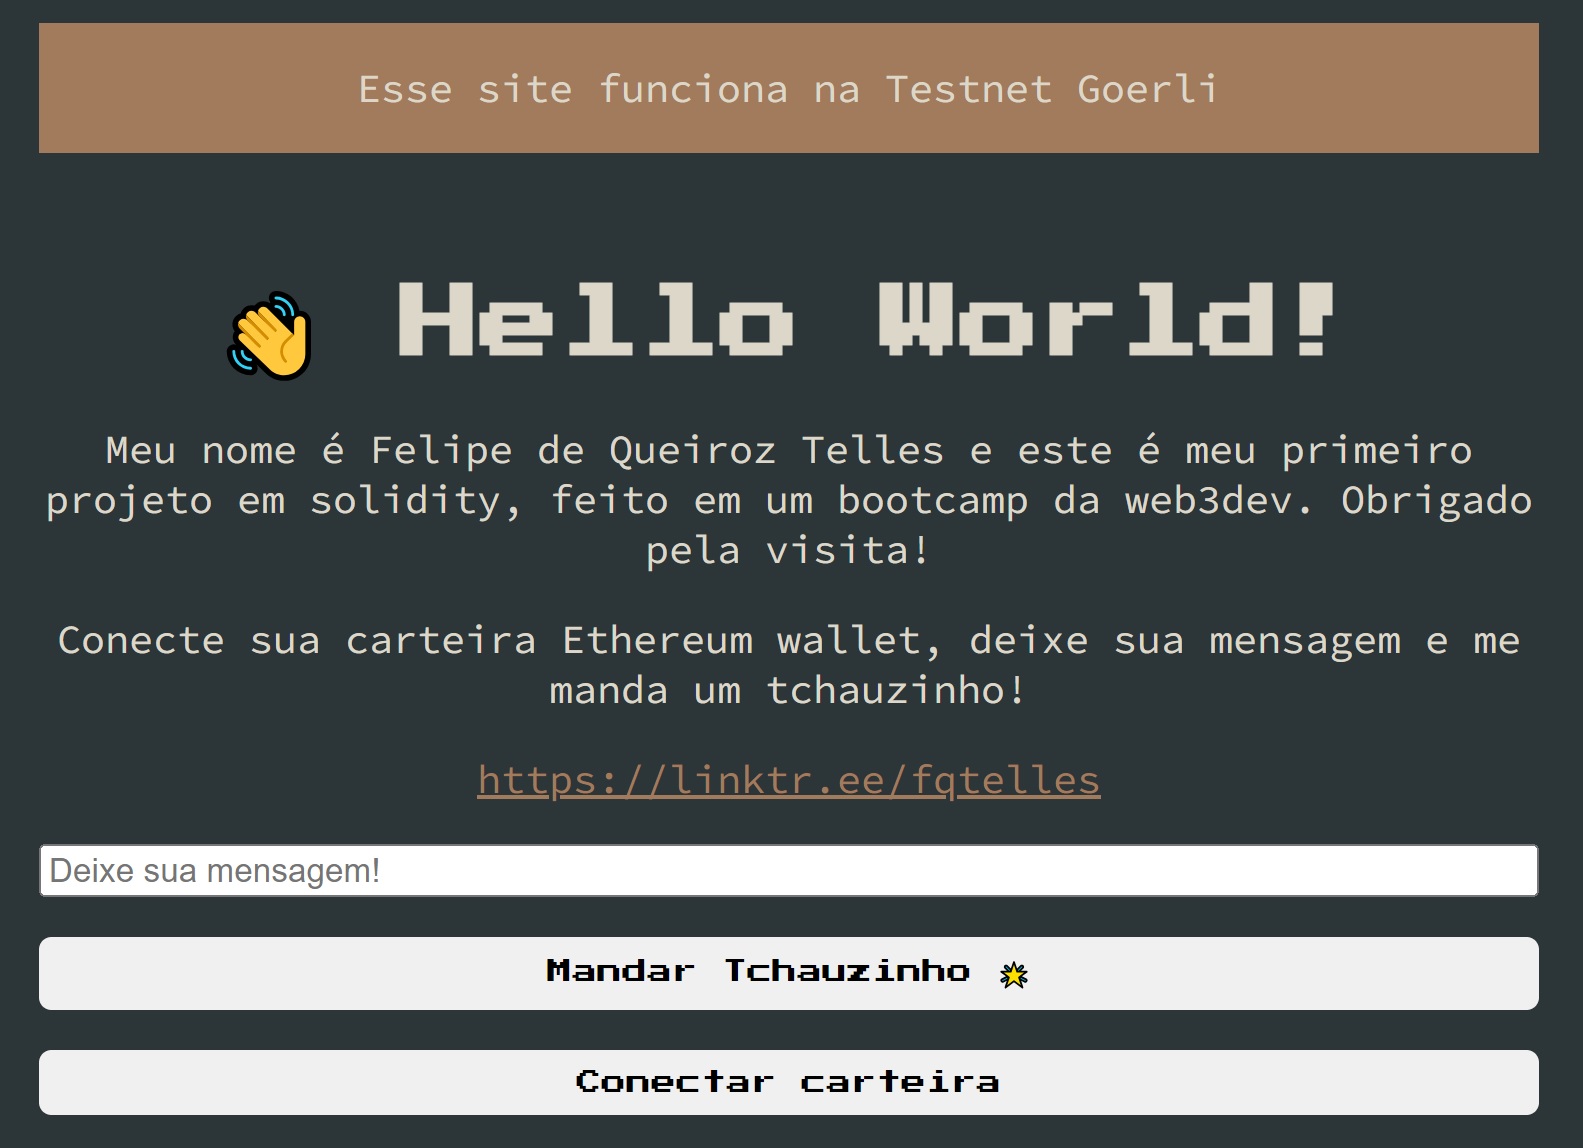 Esse site funciona na Testnet Goerli
👋 Hello World!
Meu nome é Felipe de Queiroz Telles e este é meu primeiro
projeto em solidity, feito em um bootcamp da web3dev. Obrigado
pela visita!
Conecte sua carteira Ethereum wallet, deixe sua mensagem e me
manda um tchauzinho!
https://linktr.ee/fqtelles
Deixe sua mensagem!
Mandar Tchauzinho 🌟
Conectar carteira